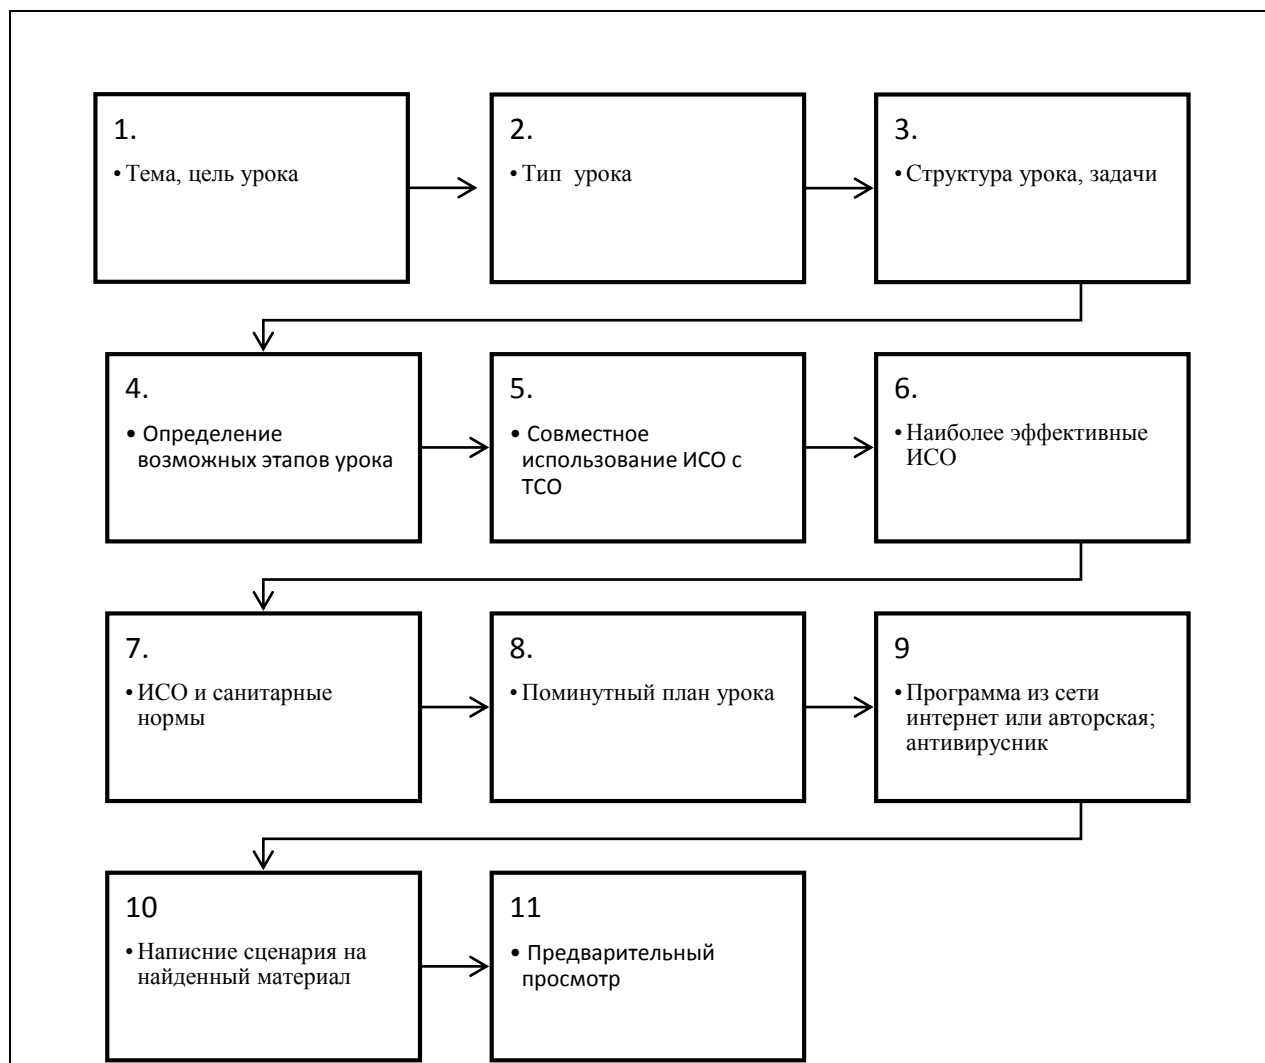 1.
• Тема, цель урока
2.
• Тип урока
3.
• Структура урока, задачи
4.
• Определение
возможных этапов урока
5.
• Совместное
использование ИСО с
ТСО
6.
• Наиболее эффективные
ИСО
7.
• ИСО и санитарные
нормы
8.
• Поминутный план урока
9
• Программа из сети
интернет или авторская;
антивирусник
10
• Написние сценария на
найденный материал
11
• Предварительный
просмотр